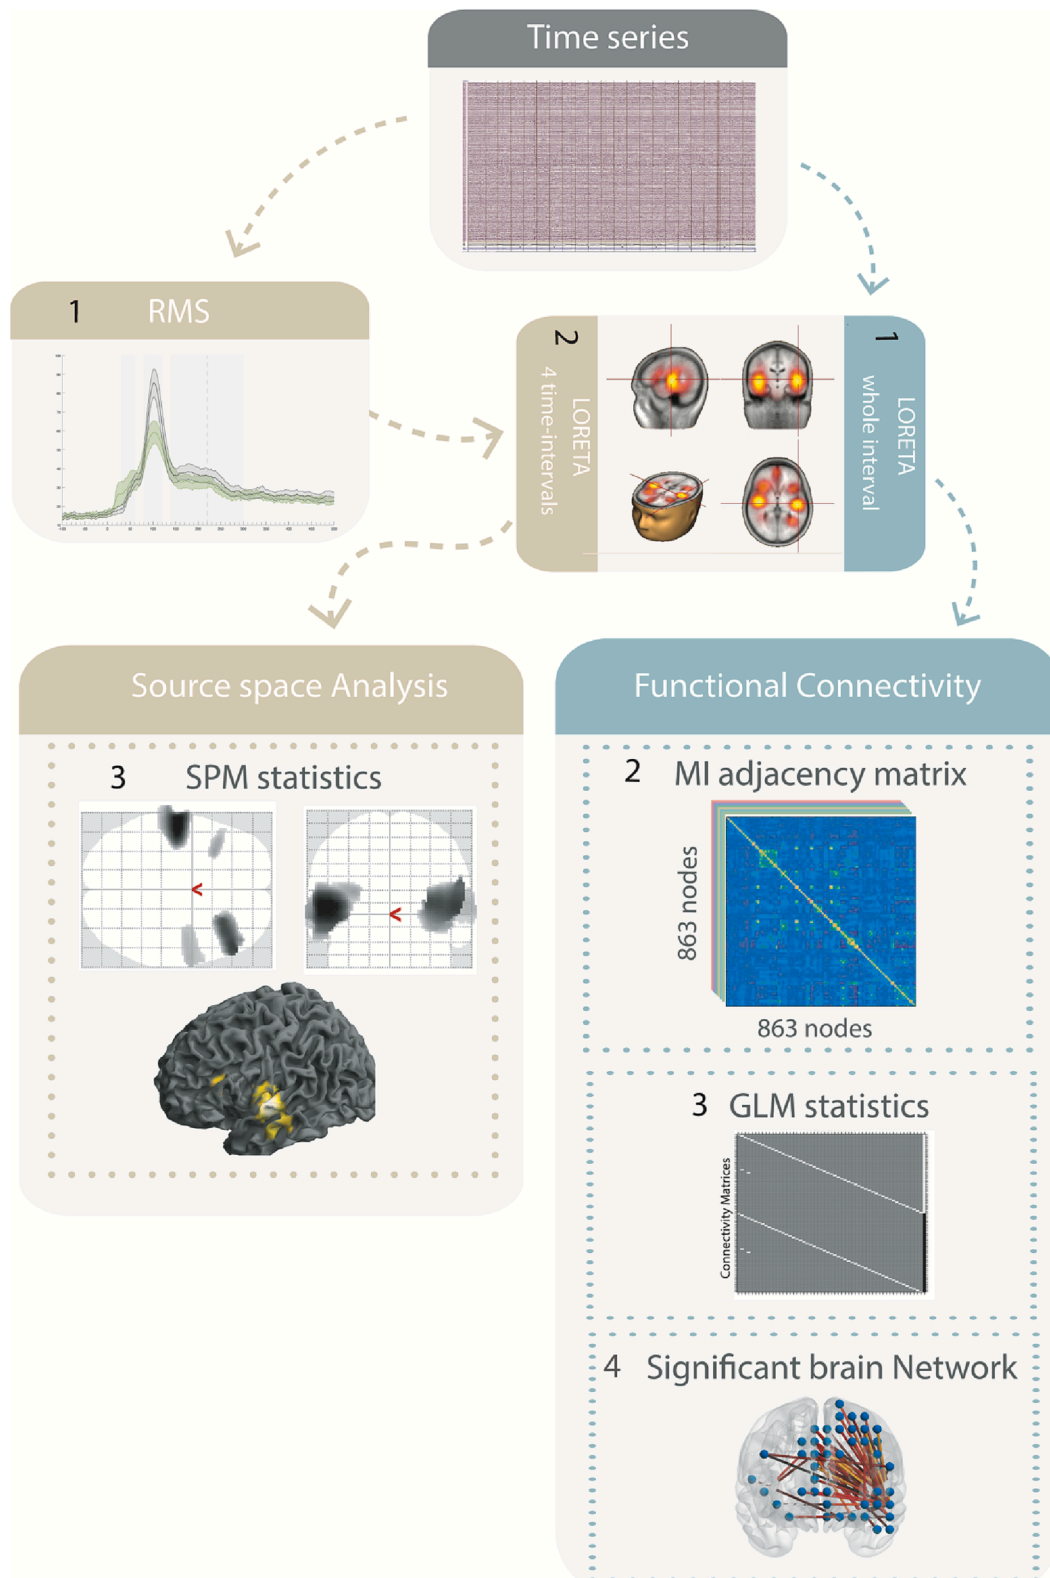 Time series
1 RMS
2
LORETA
4 time-intervals
1
LORETA
whole interval
Source space Analysis
3 SPM statistics
<
<
Functional Connectivity
2 MI adjacency matrix
863 nodes
863 nodes
3 GLM statistics
Connectivity Matrices
4 Significant brain Network